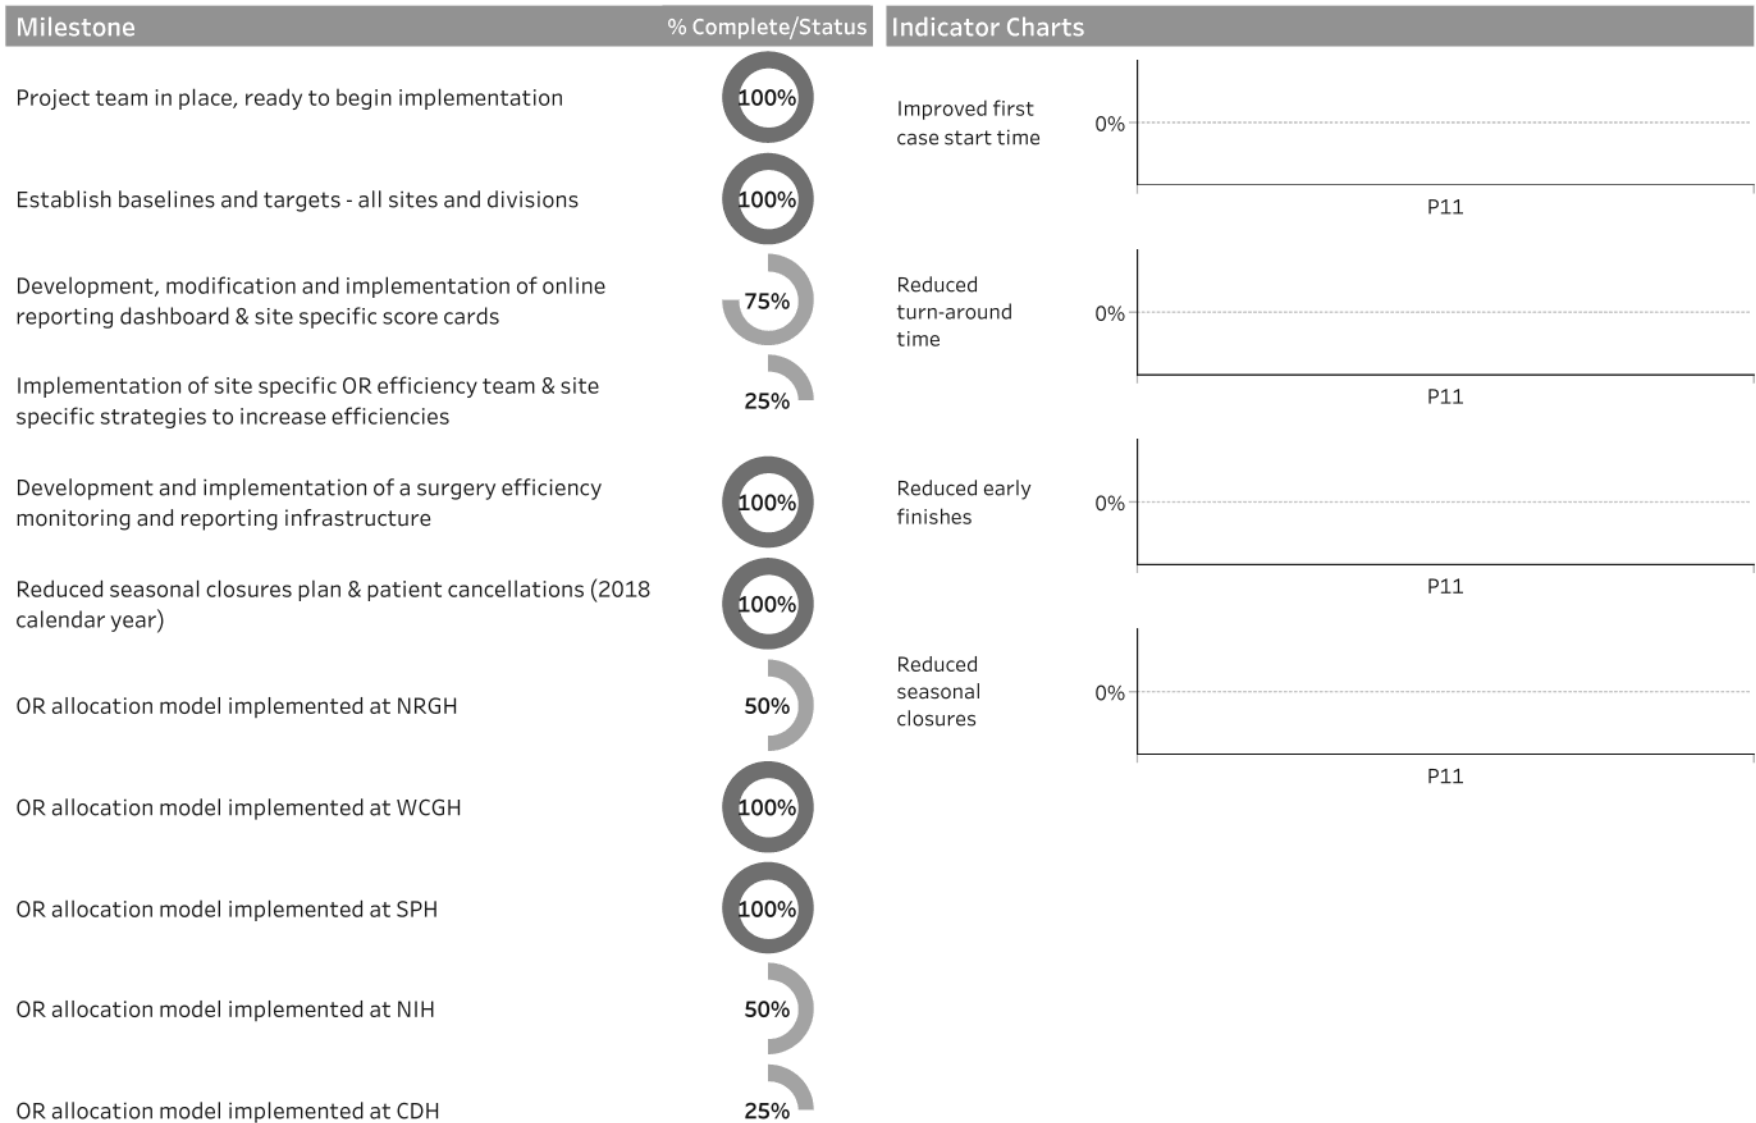 Milestone
% Complete/Status
Project team in place, ready to begin implementation
100%
Establish baselines and targets - all sites and divisions
100%
Development, modification and implementation of online
reporting dashboard & site specific score cards
75%
Implementation of site specific OR efficiency team & site
specific strategies to increase efficiencies
25%
Development and implementation of a surgery efficiency
monitoring and reporting infrastructure
100%
Reduced seasonal closures plan & patient cancellations (2018
calendar year)
100%
OR allocation model implemented at NRGH
50%
OR allocation model implemented at WCGH
100%
OR allocation model implemented at SPH
100%
OR allocation model implemented at NIH
50%
OR allocation model implemented at CDH
25%
Indicator Charts
Improved first
case start time
0%
P11
Reduced
turn-around
time
0%
P11
Reduced early
finishes
0%
P11
Reduced
seasonal
closures
0%
P11